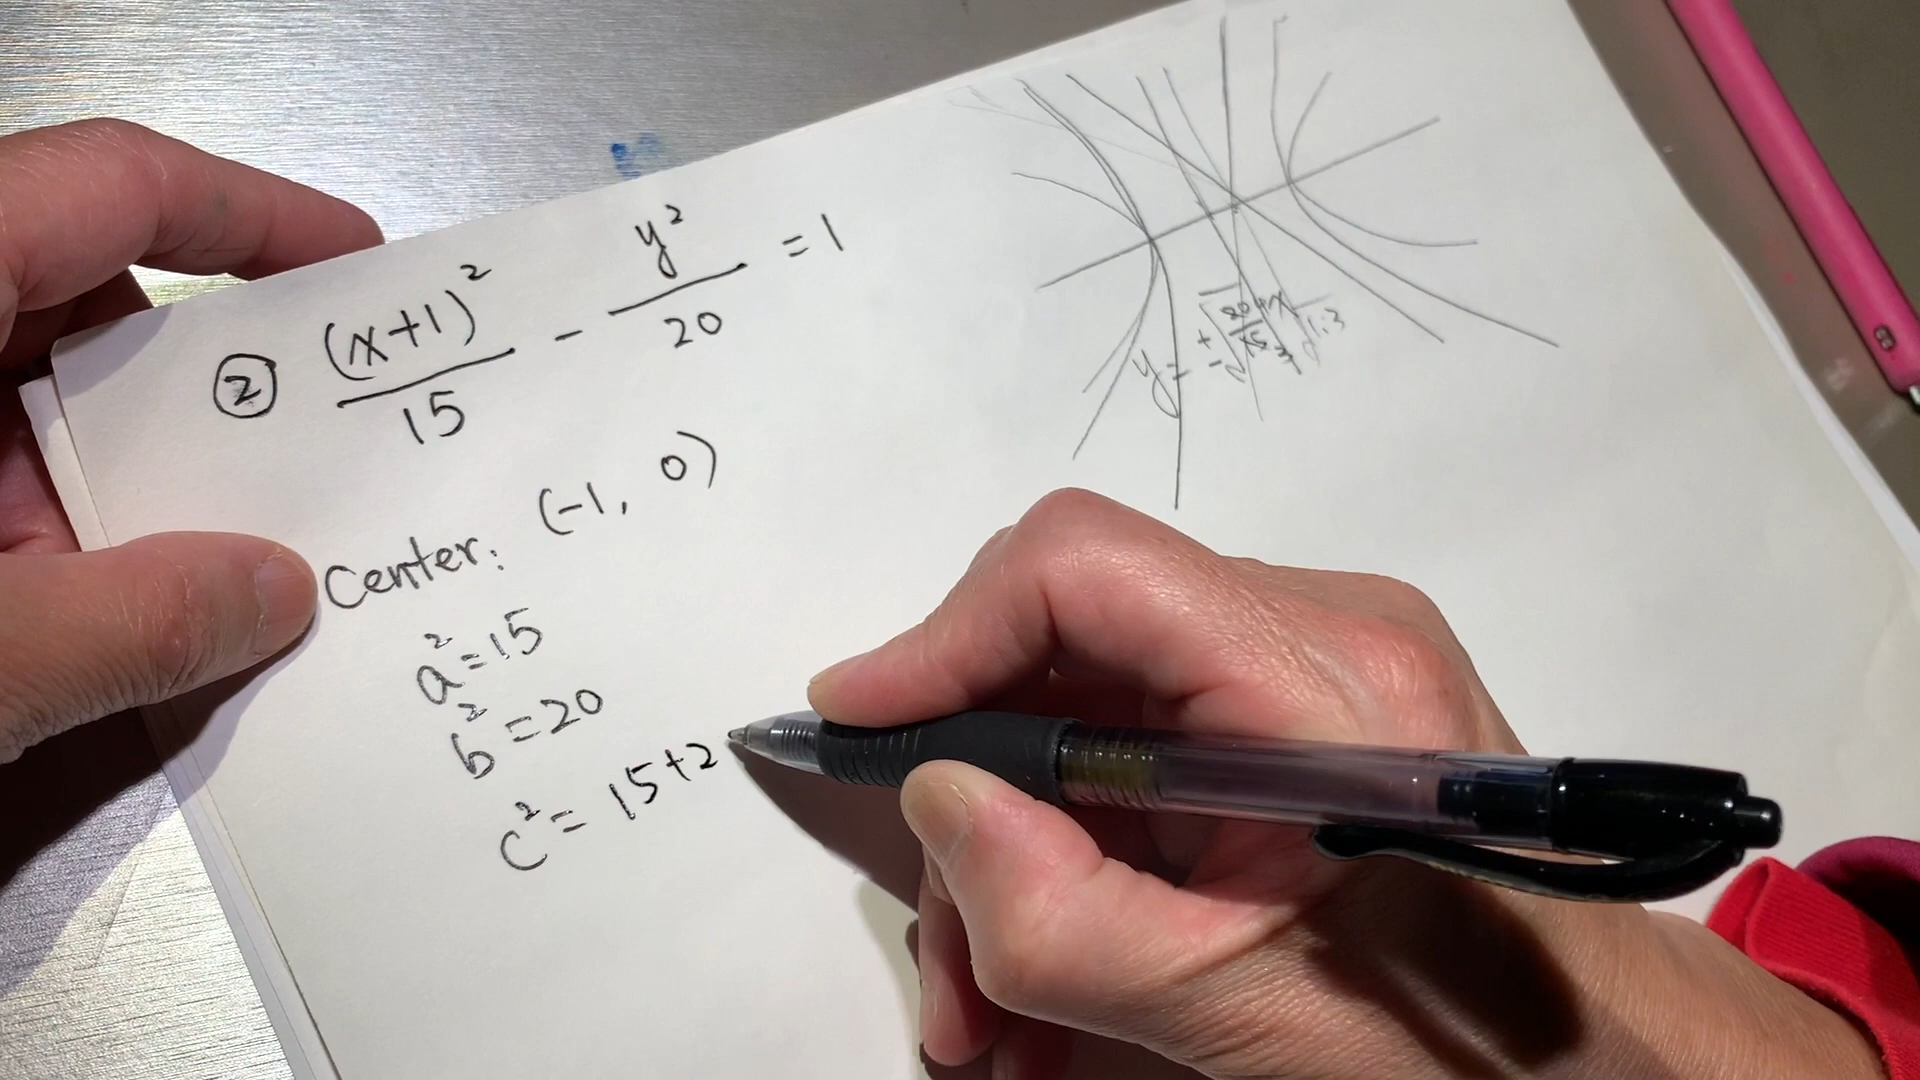 ② (x+1)²/15 - y²/20 = 1
Center: (-1, 0)
a²=15
b²=20
c²= 15+2
y = ±√